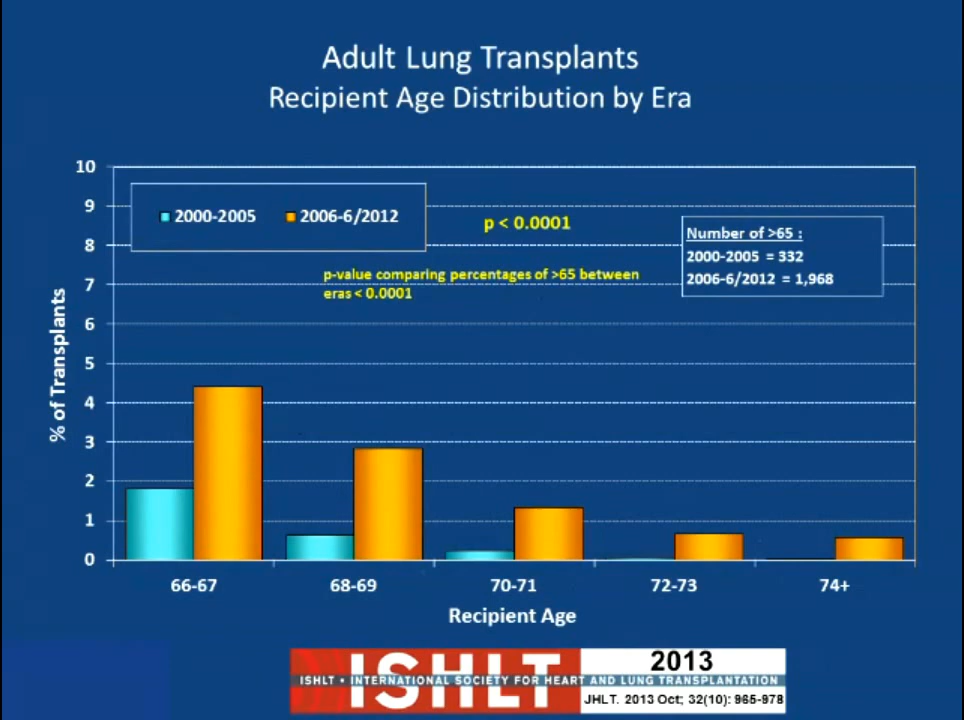 Adult Lung Transplants
Recipient Age Distribution by Era
10
9
8
7
6
5
4
3
2
1
0
% of Transplants
2000-2005
2006-6/2012
p < 0.0001
p-value comparing percentages of >65 between
eras < 0.0001
Number of >65 :
2000-2005 = 332
2006-6/2012 = 1,968
66-67
68-69
70-71
72-73
74+
Recipient Age
ISHLT
2013
ISHLT • INTERNATIONAL SOCIETY FOR HEART AND LUNG TRANSPLANTATION
JHLT. 2013 Oct; 32(10): 965-978